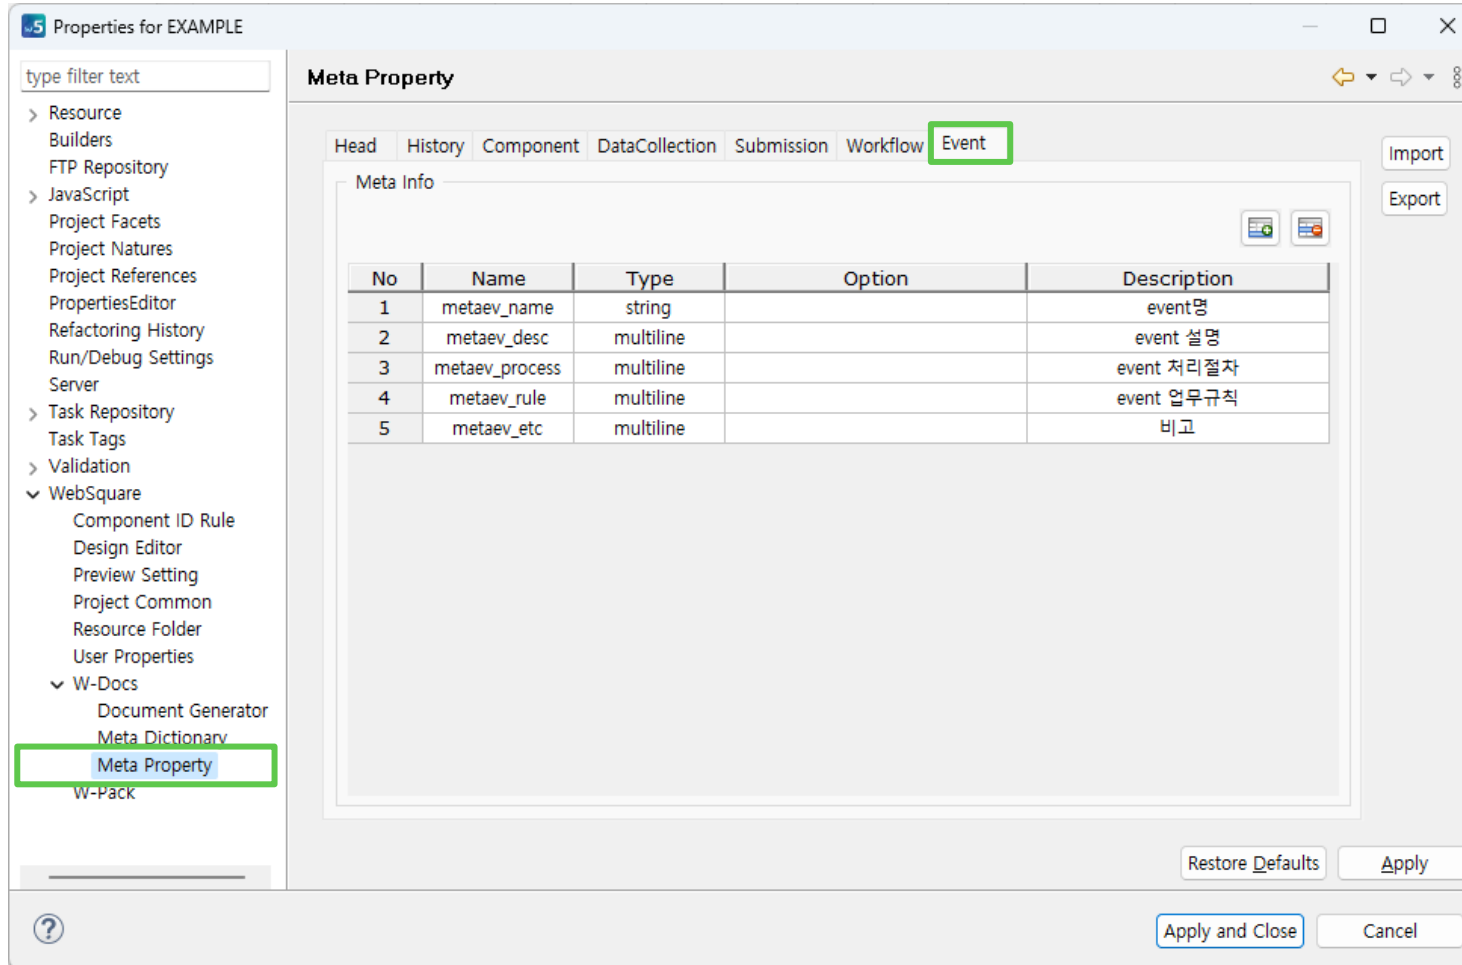 Properties for EXAMPLE
type filter text
Resource
Builders
FTP Repository
JavaScript
Project Facets
Project Natures
Project References
PropertiesEditor
Refactoring History
Run/Debug Settings
Server
Task Repository
Task Tags
Validation
WebSquare
Component ID Rule
Design Editor
Preview Setting
Project Common
Resource Folder
User Properties
W-Docs
Document Generator
Meta Dictionary
Meta Property
W-Pack
Meta Property
Head History Component DataCollection Submission Workflow Event
Import
Export
Meta Info
No Name Type Option Description
1 metaev_name string event명
2 metaev_desc multiline event 설명
3 metaev_process multiline event 처리절차
4 metaev_rule multiline event 업무규칙
5 metaev_etc multiline 비고
Restore Defaults Apply
Apply and Close Cancel